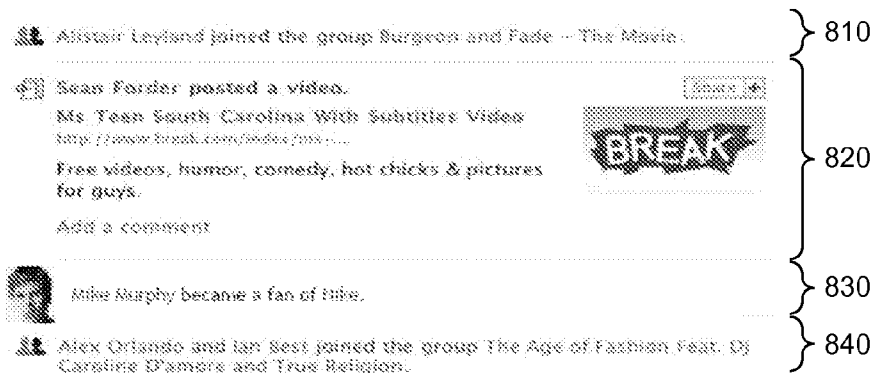 Alistair Leyland joined the group Burgeon and Fade – The Movie.
810
Sean Forder posted a video.
Share +
Ms Teen South Carolina With Subtitles Video
http://www.break.com/index/ms-...
BREAK
820
Free videos, humor, comedy, hot chicks & pictures
for guys.
Add a comment
Mike Murphy became a fan of Nike.
830
Alex Orlando and Ian Best joined the group The Age of Fashion Feat. DJ
Caroline D'amore and True Religion.
840